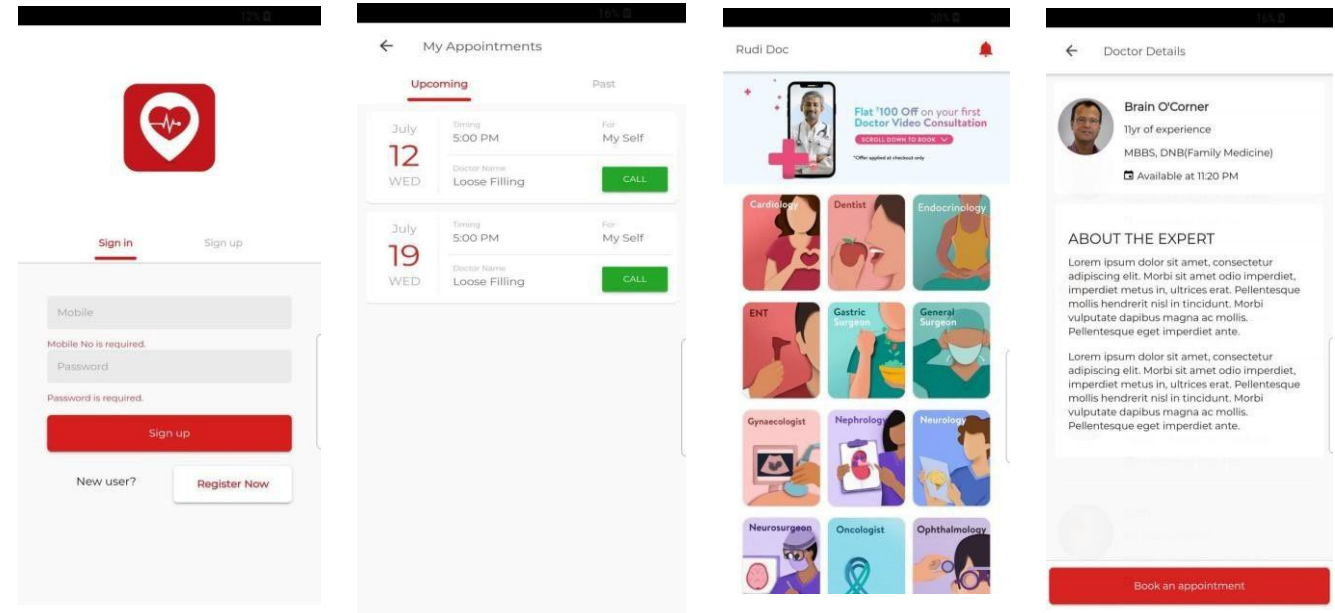 12%
Sign in
Sign up
Mobile
Mobile No is required.
Password
Password is required.
Sign up
New user?
Register Now
16%
My Appointments
Upcoming
Past
July
12
WED
Timing
5:00 PM
For
My Self
Doctor Name
Loose Filling
CALL
July
19
WED
Timing
5:00 PM
For
My Self
Doctor Name
Loose Filling
CALL
Rudi Doc
Flat ₹100 Off on your first
Doctor Video Consultation
SCROLL DOWN TO BOOK
*Offer applied at checkout only
Cardiology
Dentist
Endocrinology
ENT
Gastric
Surgeon
General
Surgeon
Gynaecologist
Nephrology
Neurology
Neurosurgeon
Oncologist
Ophthalmology
16%
Doctor Details
Brain O'Corner
11yr of experience
MBBS, DNB(Family Medicine)
Available at 11:20 PM
ABOUT THE EXPERT
Lorem ipsum dolor sit amet, consectetur
adipiscing elit. Morbi sit amet odio imperdiet,
imperdiet metus in, ultrices erat. Pellentesque
mollis hendrerit nisl in tincidunt. Morbi
vulputate dapibus magna ac mollis.
Pellentesque eget imperdiet ante.
Lorem ipsum dolor sit amet, consectetur
adipiscing elit. Morbi sit amet odio imperdiet,
imperdiet metus in, ultrices erat. Pellentesque
mollis hendrerit nisl in tincidunt. Morbi
vulputate dapibus magna ac mollis.
Pellentesque eget imperdiet ante.
Book an appointment